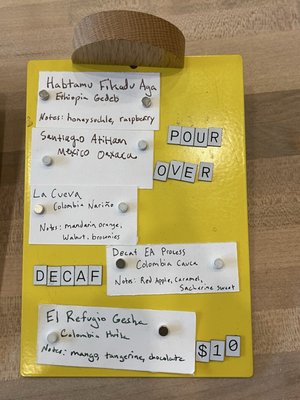 Habtamu Fikadu Aga
Ethiopia Gedeb
Notes: honeysuckle, raspberry
Santiago Atitlan
Mexico Oaxaca
POUR
OVER
La Cueva
Colombia Nariño
Notes: mandarin orange,
Walnut brownies
Decaf EA Process
Colombia Cauca
Notes: Red Apple, Caramel,
Saccharine sweet
DECAF
El Refugio Gesha
Colombia Huila
Notes: mango, tangerine, chocolate
$10